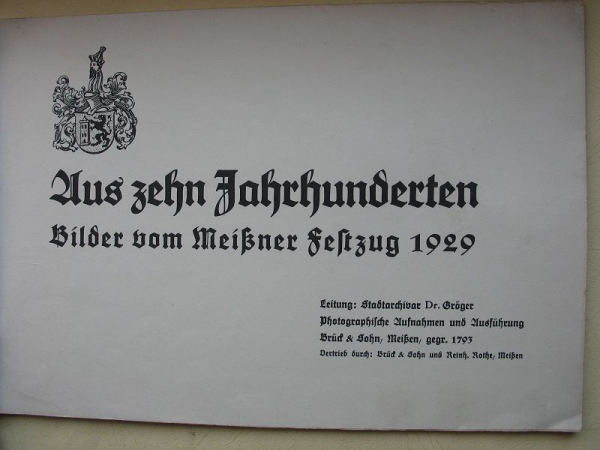 Aus zehn Jahrhunderten
Bilder vom Meißner Festzug 1929
Leitung: Stadtarchivar Dr. Gröger
Photographische Aufnahmen und Ausführung
Brück & Sohn, Meißen, gegr. 1793
Vertrieb durch: Brück & Sohn und Reinh. Rothe, Meißen